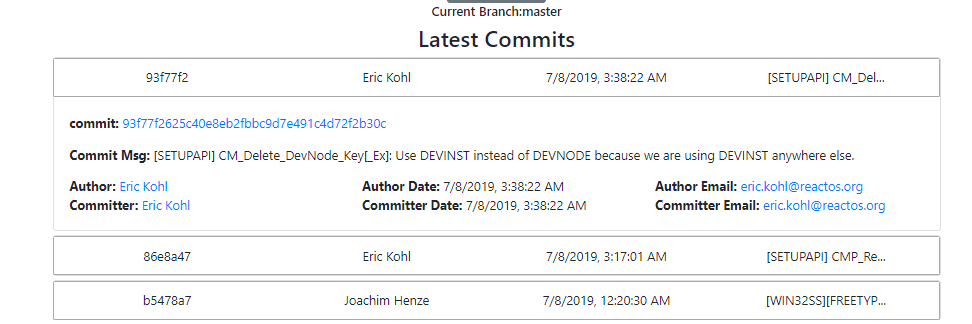 Current Branch:master
Latest Commits
93f77f2 Eric Kohl 7/8/2019, 3:38:22 AM [SETUPAPI] CM_Del...
commit: 93f77f2625c40e8eb2fbbc9d7e491c4d72f2b30c
Commit Msg: [SETUPAPI] CM_Delete_DevNode_Key[_Ex]: Use DEVINST instead of DEVNODE because we are using DEVINST anywhere else.
Author: Eric Kohl Author Date: 7/8/2019, 3:38:22 AM Author Email: eric.kohl@reactos.org
Committer: Eric Kohl Committer Date: 7/8/2019, 3:38:22 AM Committer Email: eric.kohl@reactos.org
86e8a47 Eric Kohl 7/8/2019, 3:17:01 AM [SETUPAPI] CMP_Re...
b5478a7 Joachim Henze 7/8/2019, 12:20:30 AM [WIN32SS][FREETYP...